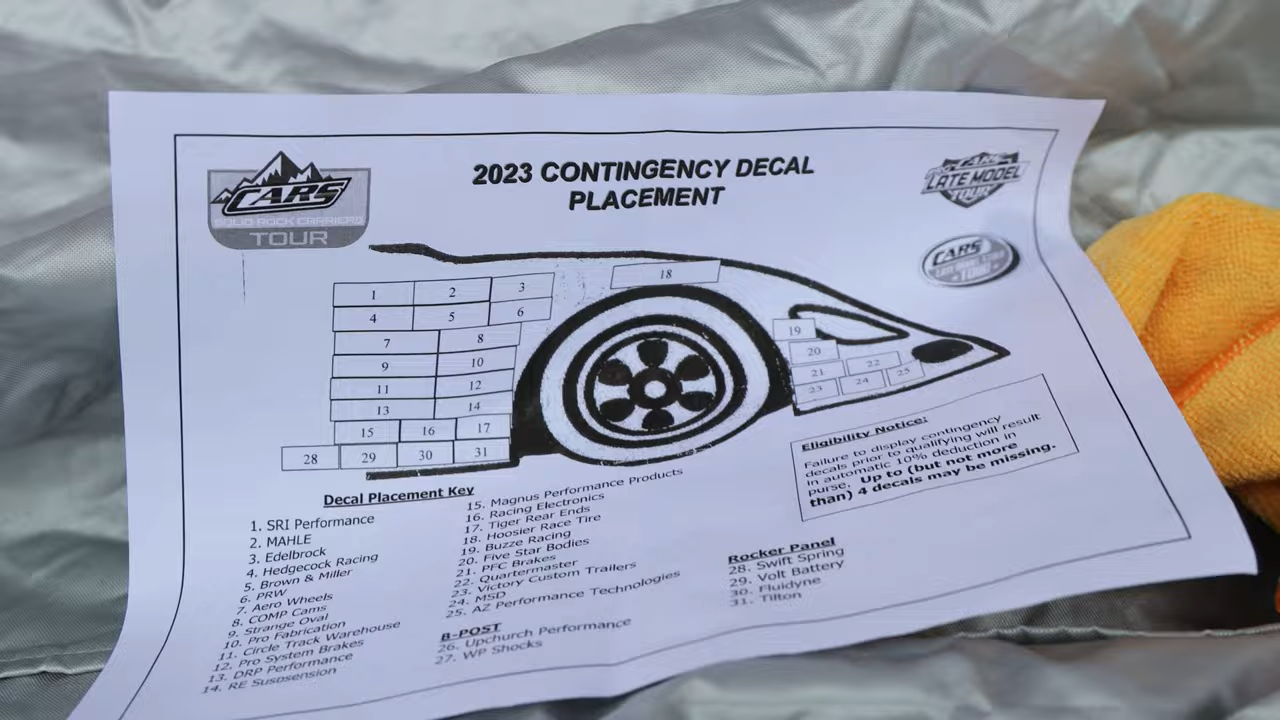 CARS
SOLID ROCK CARRIERS
TOUR
2023 CONTINGENCY DECAL
PLACEMENT
CARS
LATE MODEL
TOUR
CARS
TOUR
18
1 2 3
4 5 6
7 8
9 10
11 12
13 14
15 16 17
28 29 30 31
19
20
21 22
23 24 25
Eligibility Notice:
Failure to display contingency
decals prior to qualifying will result
in automatic 10% deduction in
purse. Up to (but not more
than) 4 decals may be missing.
Decal Placement Key
1. SRI Performance
2. MAHLE
3. Edelbrock
4. Hedgecock Racing
5. Brown & Miller
6. PRW
7. Aero Wheels
8. COMP Cams
9. Strange Oval
10. Pro Fabrication
11. Circle Track Warehouse
12. Pro System Brakes
13. DRP Performance
14. RE Suspsension
15. Magnus Performance Products
16. Racing Electronics
17. Tiger Rear Ends
18. Hoosier Race Tire
19. Buzze Racing
20. Five Star Bodies
21. PFC Brakes
22. Quartermaster
23. Victory Custom Trailers
24. MSD
25. AZ Performance Technologies
B-POST
26. Upchurch Performance
27. WP Shocks
Rocker Panel
28. Swift Spring
29. Volt Battery
30. Fluidyne
31. Tilton